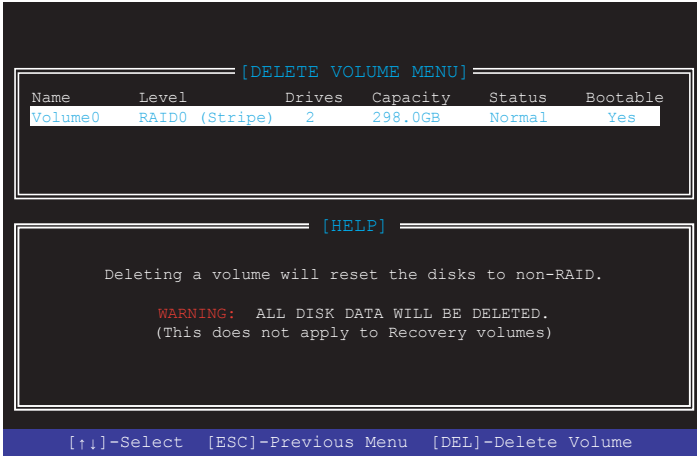 [DELETE VOLUME MENU]
Name Level Drives Capacity Status Bootable
Volume0 RAID0 (Stripe) 2 298.0GB Normal Yes
[HELP]
Deleting a volume will reset the disks to non-RAID.
WARNING: ALL DISK DATA WILL BE DELETED.
(This does not apply to Recovery volumes)
[↑↓]-Select [ESC]-Previous Menu [DEL]-Delete Volume